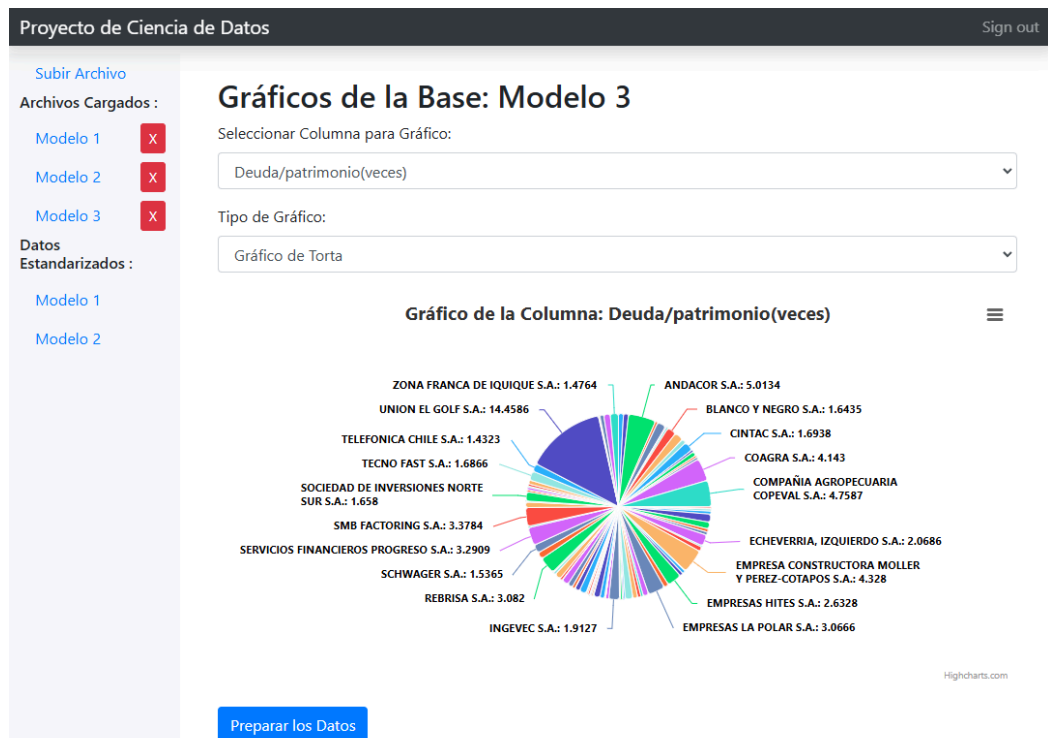 Proyecto de Ciencia de Datos
Sign out
Subir Archivo
Archivos Cargados :
Modelo 1
X
Modelo 2
X
Modelo 3
X
Datos
Estandarizados :
Modelo 1
Modelo 2
Gráficos de la Base: Modelo 3
Seleccionar Columna para Gráfico:
Deuda/patrimonio(veces)
Tipo de Gráfico:
Gráfico de Torta
Gráfico de la Columna: Deuda/patrimonio(veces)
ZONA FRANCA DE IQUIQUE S.A.: 1.4764
ANDACOR S.A.: 5.0134
UNION EL GOLF S.A.: 14.4586
BLANCO Y NEGRO S.A.: 1.6435
TELEFONICA CHILE S.A.: 1.4323
CINTAC S.A.: 1.6938
TECNO FAST S.A.: 1.6866
COAGRA S.A.: 4.143
SOCIEDAD DE INVERSIONES NORTE
SUR S.A.: 1.658
COMPAÑIA AGROPECUARIA
COPEVAL S.A.: 4.7587
SMB FACTORING S.A.: 3.3784
ECHEVERRIA, IZQUIERDO S.A.: 2.0686
SERVICIOS FINANCIEROS PROGRESO S.A.: 3.2909
EMPRESA CONSTRUCTORA MOLLER
Y PEREZ-COTAPOS S.A.: 4.328
SCHWAGER S.A.: 1.5365
REBRISA S.A.: 3.082
EMPRESAS HITES S.A.: 2.6328
INGEVEC S.A.: 1.9127
EMPRESAS LA POLAR S.A.: 3.0666
Highcharts.com
Preparar los Datos